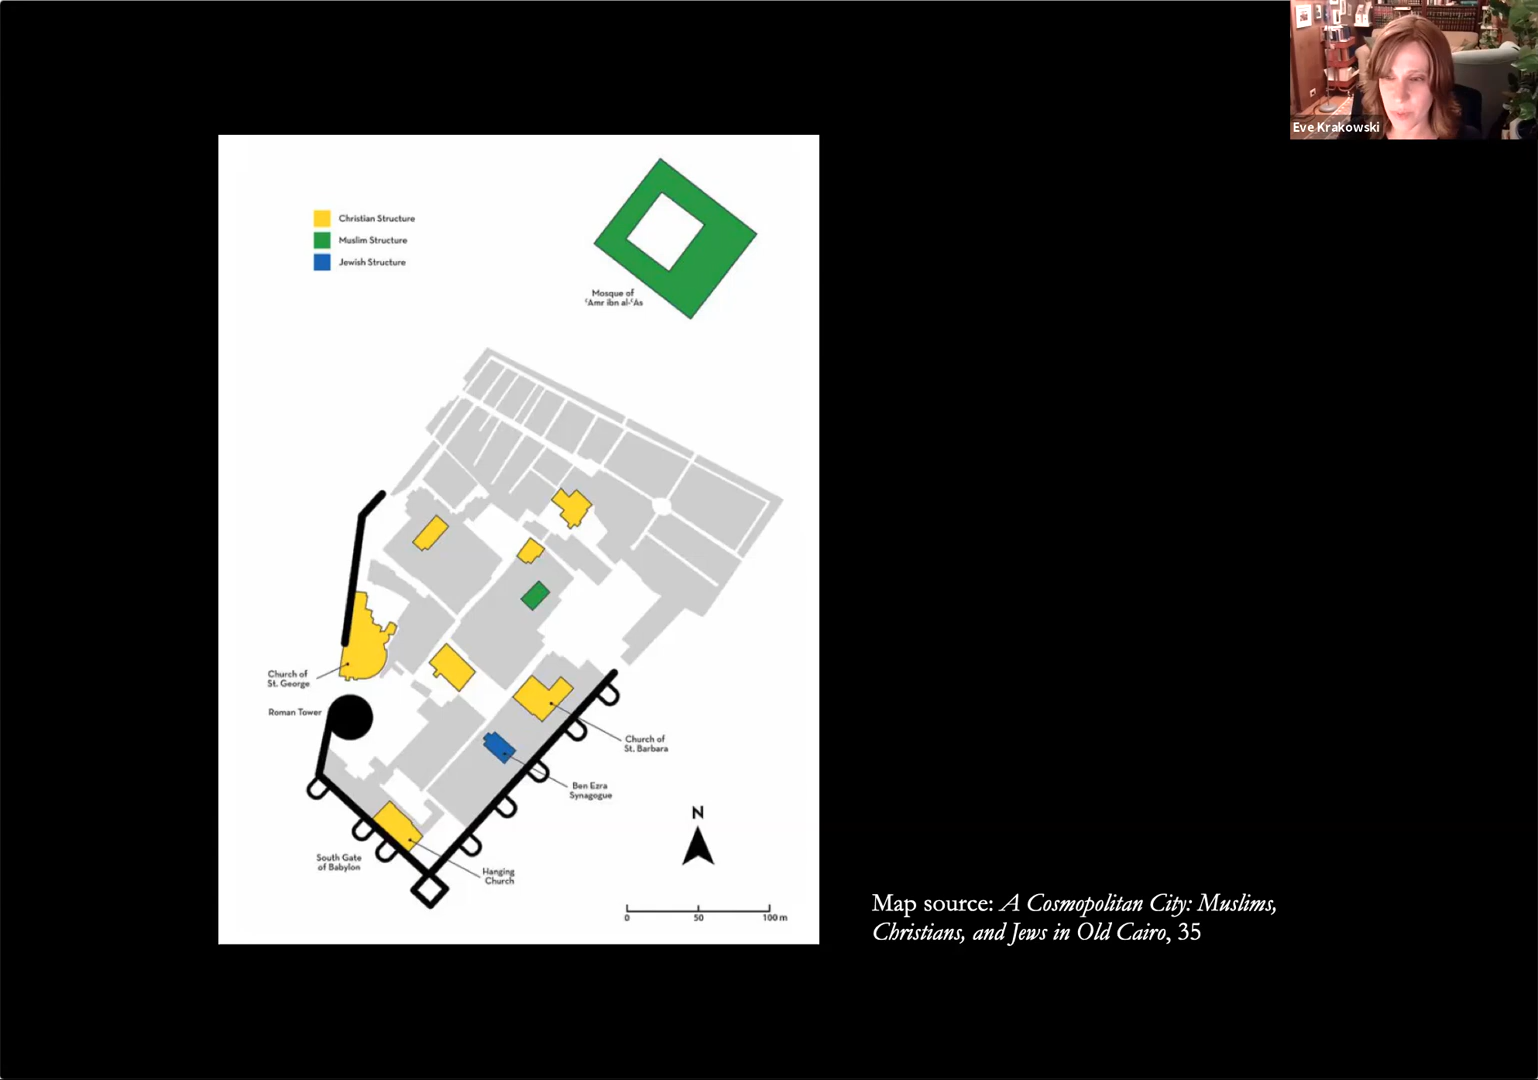 Eve Krakowski
Christian Structure
Muslim Structure
Jewish Structure
Mosque of
ʿAmr ibn al-ʿAs
Church of
St. George
Roman Tower
Church of
St. Barbara
Ben Ezra
Synagogue
South Gate
of Babylon
Hanging
Church
N
0 50 100 m
Map source: A Cosmopolitan City: Muslims,
Christians, and Jews in Old Cairo, 35